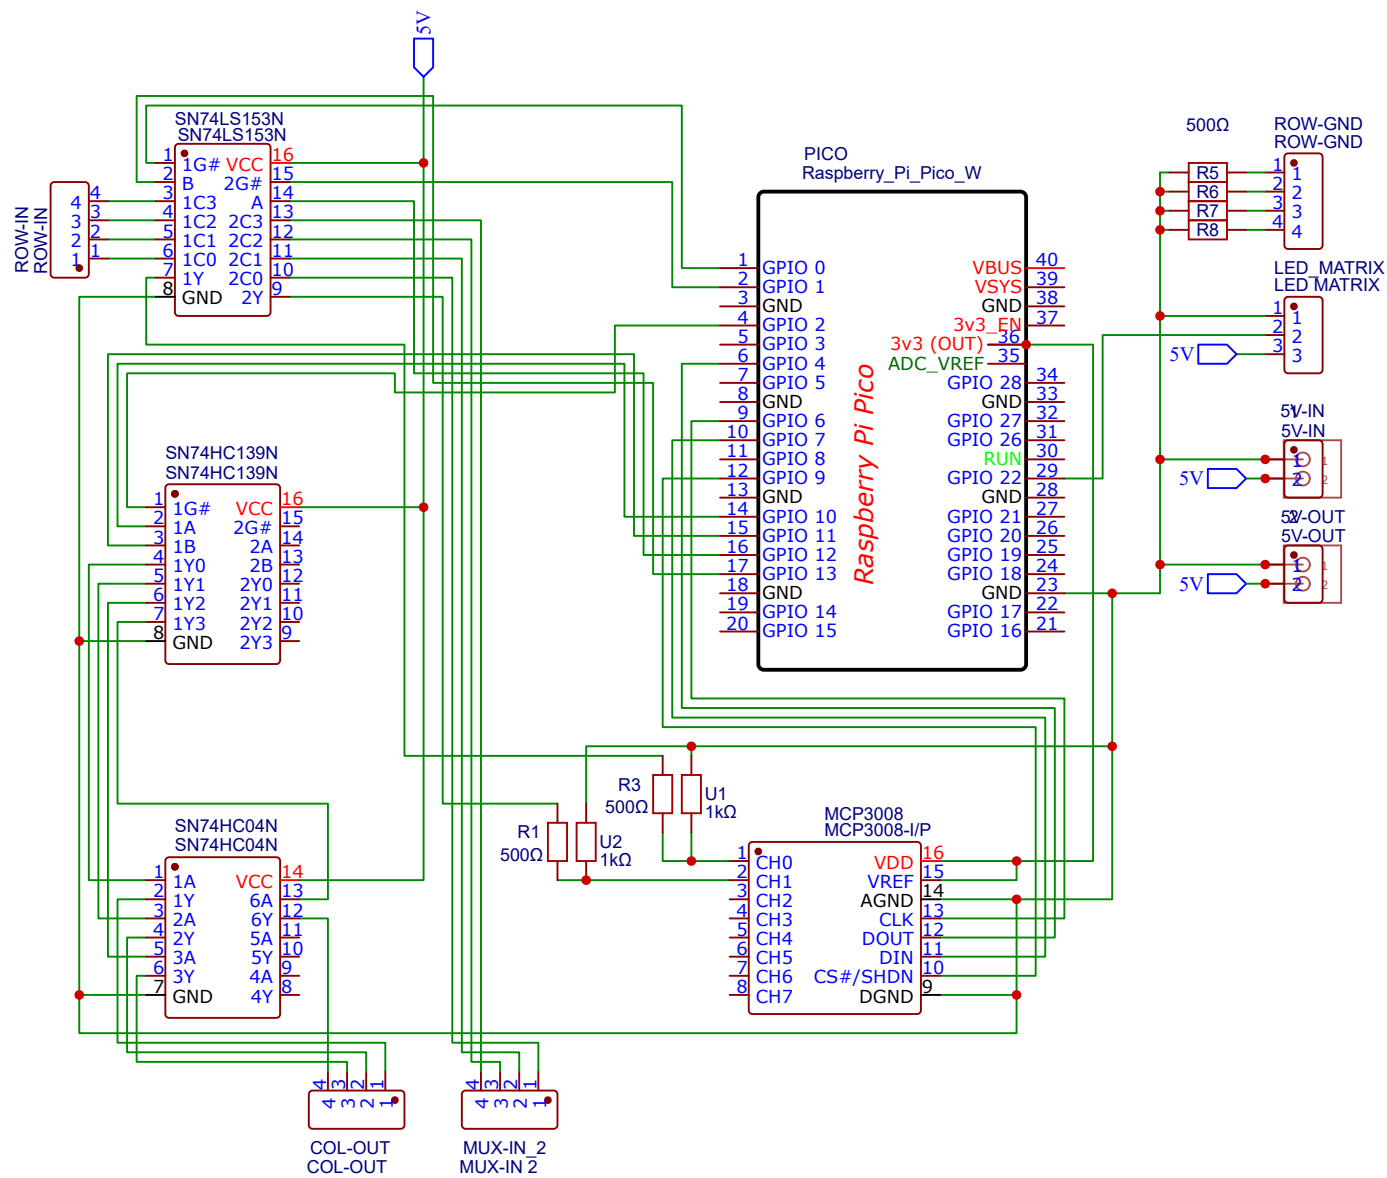 5V
SN74LS153N
SN74LS153N
1 1G# VCC 16
2 B 2G# 15
3 1C3 A 14
4 1C2 2C3 13
5 1C1 2C2 12
6 1C0 2C1 11
7 1Y 2C0 10
8 GND 2Y 9
ROW-IN
ROW-IN
4 4
3 3
2 2
1 1
SN74HC139N
SN74HC139N
1 1G# VCC 16
2 1A 2G# 15
3 1B 2A 14
4 1Y0 2B 13
5 1Y1 2Y0 12
6 1Y2 2Y1 11
7 1Y3 2Y2 10
8 GND 2Y3 9
SN74HC04N
SN74HC04N
1 1A VCC 14
2 1Y 6A 13
3 2A 6Y 12
4 2Y 5A 11
5 3A 5Y 10
6 3Y 4A 9
7 GND 4Y 8
4 3 2 1
4 3 2 1
COL-OUT
COL-OUT
4 3 2 1
4 3 2 1
MUX-IN_2
MUX-IN 2
PICO
Raspberry_Pi_Pico_W
Raspberry Pi Pico
1 GPIO 0 VBUS 40
2 GPIO 1 VSYS 39
3 GND GND 38
4 GPIO 2 3v3_EN 37
5 GPIO 3 3v3 (OUT) 36
6 GPIO 4 ADC_VREF 35
7 GPIO 5 GPIO 28 34
8 GND GND 33
9 GPIO 6 GPIO 27 32
10 GPIO 7 GPIO 26 31
11 GPIO 8 RUN 30
12 GPIO 9 GPIO 22 29
13 GND GND 28
14 GPIO 10 GPIO 21 27
15 GPIO 11 GPIO 20 26
16 GPIO 12 GPIO 19 25
17 GPIO 13 GPIO 18 24
18 GND GND 23
19 GPIO 14 GPIO 17 22
20 GPIO 15 GPIO 16 21
R3
500Ω
U1
1kΩ
R1
500Ω
U2
1kΩ
MCP3008
MCP3008-I/P
1 CH0 VDD 16
2 CH1 VREF 15
3 CH2 AGND 14
4 CH3 CLK 13
5 CH4 DOUT 12
6 CH5 DIN 11
7 CH6 CS#/SHDN 10
8 CH7 DGND 9
500Ω
ROW-GND
ROW-GND
R5 1 1
R6 2 2
R7 3 3
R8 4 4
LED_MATRIX
LED MATRIX
1 1
2 2
5V 3 3
5V-IN
5V-IN
1 1
5V 2 2
5V-OUT
5V-OUT
1 1
5V 2 2